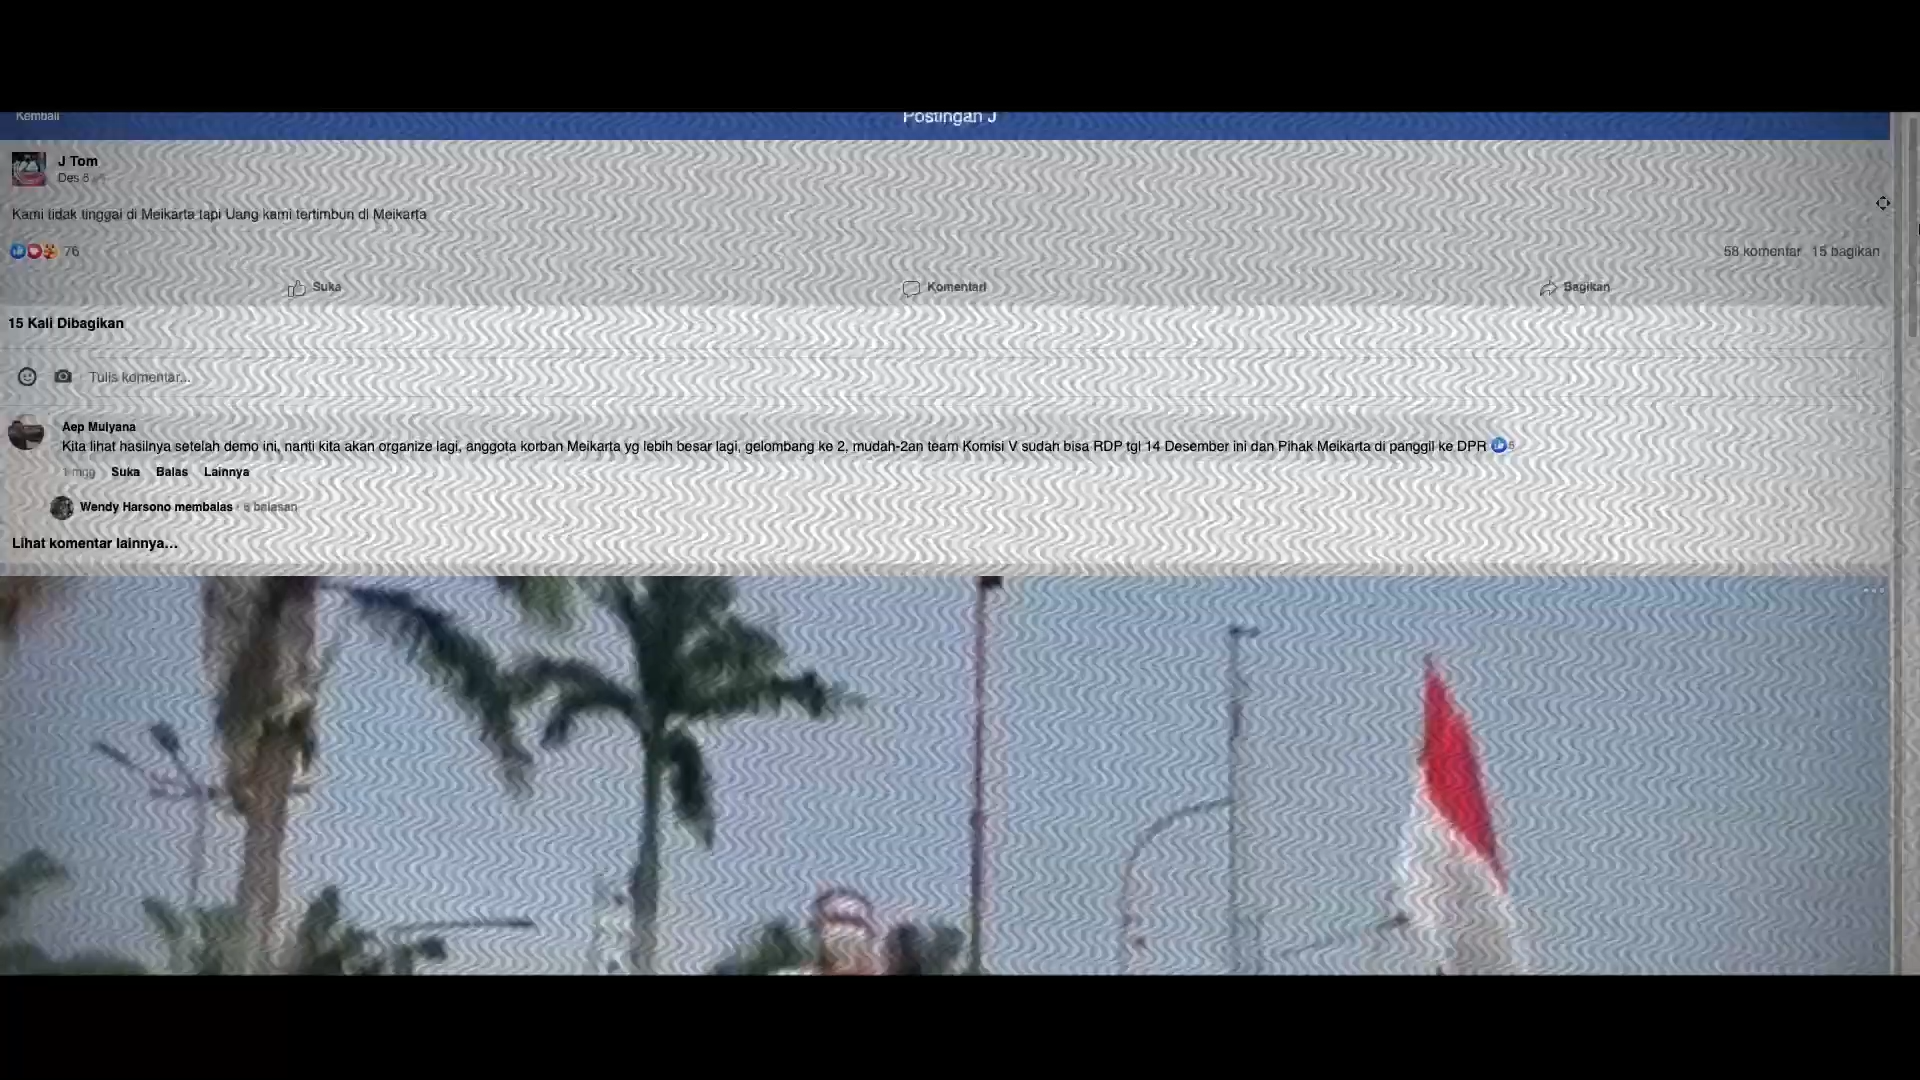 Kembali
Postingan J
J Tom
Des 6
Kami tidak tinggal di Meikarta tapi Uang kami tertimbun di Meikarta
76
58 komentar 15 bagikan
Suka
Komentari
Bagikan
15 Kali Dibagikan
Tulis komentar...
Aep Mulyana
Kita lihat hasilnya setelah demo ini, nanti kita akan organize lagi, anggota korban Meikarta yg lebih besar lagi, gelombang ke 2, mudah-2an team Komisi V sudah bisa RDP tgl 14 Desember ini dan Pihak Meikarta di panggil ke DPR
1 mgg Suka Balas Lainnya
Wendy Harsono membalas · 6 balasan
Lihat komentar lainnya...